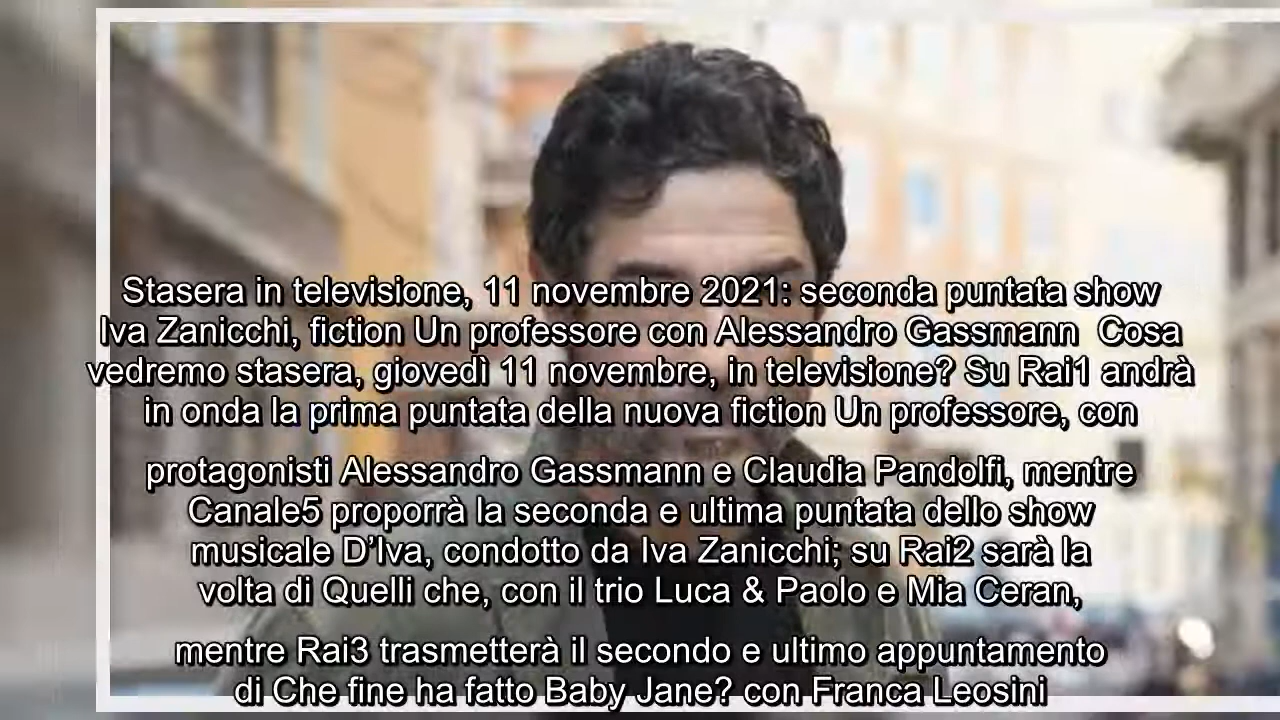 Stasera in televisione, 11 novembre 2021: seconda puntata show
Iva Zanicchi, fiction Un professore con Alessandro Gassmann  Cosa
vedremo stasera, giovedì 11 novembre, in televisione? Su Rai1 andrà
in onda la prima puntata della nuova fiction Un professore, con
protagonisti Alessandro Gassmann e Claudia Pandolfi, mentre
Canale5 proporrà la seconda e ultima puntata dello show
musicale D’Iva, condotto da Iva Zanicchi; su Rai2 sarà la
volta di Quelli che, con il trio Luca & Paolo e Mia Ceran,
mentre Rai3 trasmetterà il secondo e ultimo appuntamento
di Che fine ha fatto Baby Jane? con Franca Leosini